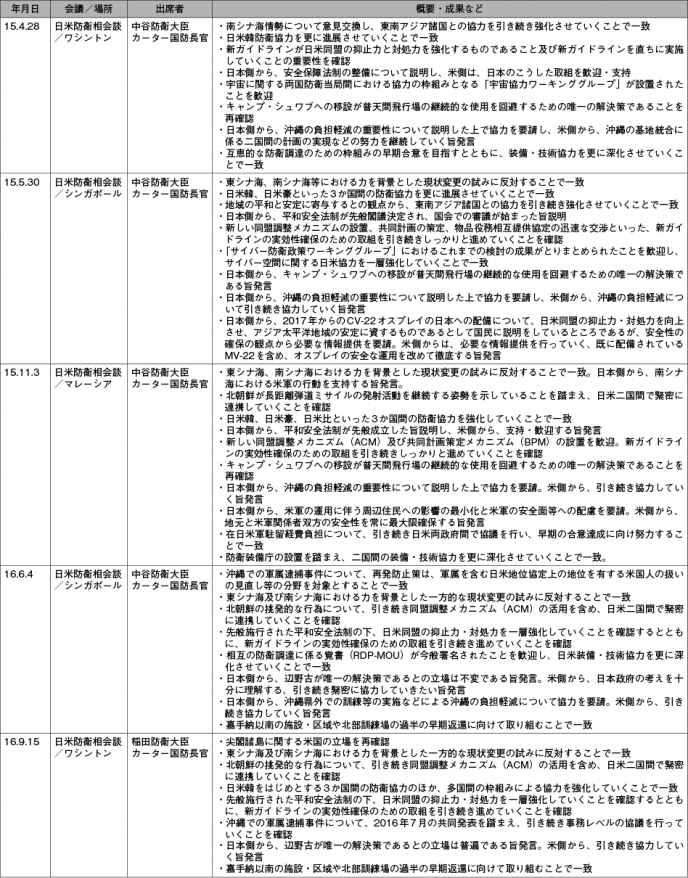 年月日 会議／場所 出席者 概要・成果など
15.4.28 日米防衛相会談 中谷防衛大臣 ・南シナ海情勢について意見交換し、東南アジア諸国との協力を引き続き強化させていくことで一致
／ワシントン カーター国防長官 ・日米韓防衛協力を更に進展させていくことで一致
・新ガイドラインが日米同盟の抑止力と対処力を強化するものであること及び新ガイドラインを直ちに実施
していくことの重要性を確認
・日本側から、安全保障法制の整備について説明し、米側は、日本のこうした取組を歓迎・支持
・宇宙に関する両国防衛当局間における協力の枠組みとなる「宇宙協力ワーキンググループ」が設置された
ことを歓迎
・キャンプ・シュワブへの移設が普天間飛行場の継続的な使用を回避するための唯一の解決策であることを
再確認
・日本側から、沖縄の負担軽減の重要性について説明した上で協力を要請し、米側から、沖縄の基地統合に
係る二国間の計画の実現などの努力を継続していく旨発言
・互恵的な防衛調達のための枠組みの早期合意を目指すとともに、装備・技術協力を更に深化させていくこ
とで一致
15.5.30 日米防衛相会談 中谷防衛大臣 ・東シナ海、南シナ海等における力を背景とした現状変更の試みに反対することで一致
／シンガポール カーター国防長官 ・日米韓、日米豪といった３か国間の防衛協力を更に進展させていくことで一致
・地域の平和と安定に寄与するとの観点から、東南アジア諸国との協力を引き続き強化させていくことで一致
・日本側から、平和安全法制が先般閣議決定され、国会での審議が始まった旨説明
・新しい同盟調整メカニズムの設置、共同計画の策定、物品役務相互提供協定の迅速な交渉といった、新ガ
イドラインの実効性確保のための取組を引き続きしっかりと進めていくことを確認
・「サイバー防衛政策ワーキンググループ」におけるこれまでの検討の成果がとりまとめられたことを歓迎し、
サイバー空間に関する日米協力を一層強化していくことで一致
・日本側から、キャンプ・シュワブへの移設が普天間飛行場の継続的な使用を回避するための唯一の解決策で
ある旨発言
・日本側から、沖縄の負担軽減の重要性について説明した上で協力を要請し、米側から、沖縄の負担軽減につ
いて引き続き協力していく旨発言
・日本側から、2017年からのCV-22オスプレイの日本への配備について、日米同盟の抑止力・対処力を向上
させ、アジア太平洋地域の安定に資するものであるとして国民に説明をしているところであるが、安全性の
確保の観点から必要な情報提供を要請。米側からは、必要な情報提供を行っていく、既に配備されている
MV-22を含め、オスプレイの安全な運用を改めて徹底する旨発言
15.11.3 日米防衛相会談 中谷防衛大臣 ・東シナ海、南シナ海における力を背景とした現状変更の試みに反対することで一致。日本側から、南シナ
／マレーシア カーター国防長官 海における米軍の行動を支持する旨発言。
・北朝鮮が長距離弾道ミサイルの発射活動を継続する姿勢を示していることを踏まえ、日米二国間で緊密に
連携していくことを確認
・日米韓、日米豪、日米比といった３か国間の防衛協力を強化していくことで一致
・日本側から、平和安全法制が先般成立した旨説明し、米側から、支持・歓迎する旨発言
・新しい同盟調整メカニズム（ACM）及び共同計画策定メカニズム（BPM）の設置を歓迎。新ガイドライ
ンの実効性確保のための取組を引き続きしっかりと進めていくことを確認
・キャンプ・シュワブへの移設が普天間飛行場の継続的な使用を回避するための唯一の解決策であることを
再確認
・日本側から、沖縄の負担軽減の重要性について説明した上で協力を要請。米側から、引き続き協力してい
く旨発言
・日本側から、米軍の運用に伴う周辺住民への影響の最小化と米軍の安全面等への配慮を要請。米側から、
地元と米軍関係者双方の安全性を常に最大限確保する旨発言
・在日米軍駐留経費負担について、引き続き日米両政府間で協議を行い、早期の合意達成に向け努力するこ
とで一致
・防衛装備庁の設置を踏まえ、二国間の装備・技術協力を更に深化させていくことで一致。
16.6.4 日米防衛相会談 中谷防衛大臣 ・沖縄での軍属逮捕事件について、再発防止策は、軍属を含む日米地位協定上の地位を有する米国人の扱い
／シンガポール カーター国防長官 の見直し等の分野を対象とすることで一致
・東シナ海及び南シナ海における力を背景とした一方的な現状変更の試みに反対することで一致
・北朝鮮の挑発的な行為について、引き続き同盟調整メカニズム（ACM）の活用を含め、日米二国間で緊密
に連携していくことを確認
・先般施行された平和安全法制の下、日米同盟の抑止力・対処力を一層強化していくことを確認するととも
に、新ガイドラインの実効性確保のための取組を引き続き進めていくことを確認
・相互の防衛調達に係る覚書（RDP-MOU）が今般署名されたことを歓迎し、日米装備・技術協力を更に深
化させていくことで一致
・日本側から、辺野古が唯一の解決策であるとの立場は不変である旨発言。米側から、日本政府の考えを十
分に理解する、引き続き緊密に協力していきたい旨発言
・日本側から、沖縄県外での訓練等の実施などによる沖縄の負担軽減について協力を要請。米側から、引き
続き協力していく旨発言
・嘉手納以南の施設・区域や北部訓練場の過半の早期返還に向けて取り組むことで一致
16.9.15 日米防衛相会談 稲田防衛大臣 ・尖閣諸島に関する米国の立場を再確認
／ワシントン カーター国防長官 ・東シナ海及び南シナ海における力を背景とした一方的な現状変更の試みに反対することで一致
・北朝鮮の挑発的な行為について、引き続き同盟調整メカニズム（ACM）の活用を含め、日米二国間で緊密
に連携していくことを確認
・日米韓をはじめとする３か国間の防衛協力のほか、多国間の枠組みによる協力を強化していくことで一致
・先般施行された平和安全法制の下、日米同盟の抑止力・対処力を一層強化していくことを確認するととも
に、新ガイドラインの実効性確保のための取組を引き続き進めていくことを確認
・沖縄での軍属逮捕事件について、2016年７月の共同発表を踏まえ、引き続き事務レベルの協議を行って
いくことを確認
・日本側から、辺野古が唯一の解決策であるとの立場は普遍である旨発言。米側から、引き続き協力してい
く旨発言
・嘉手納以南の施設・区域や北部訓練場の過半の早期返還に向けて取り組むことで一致